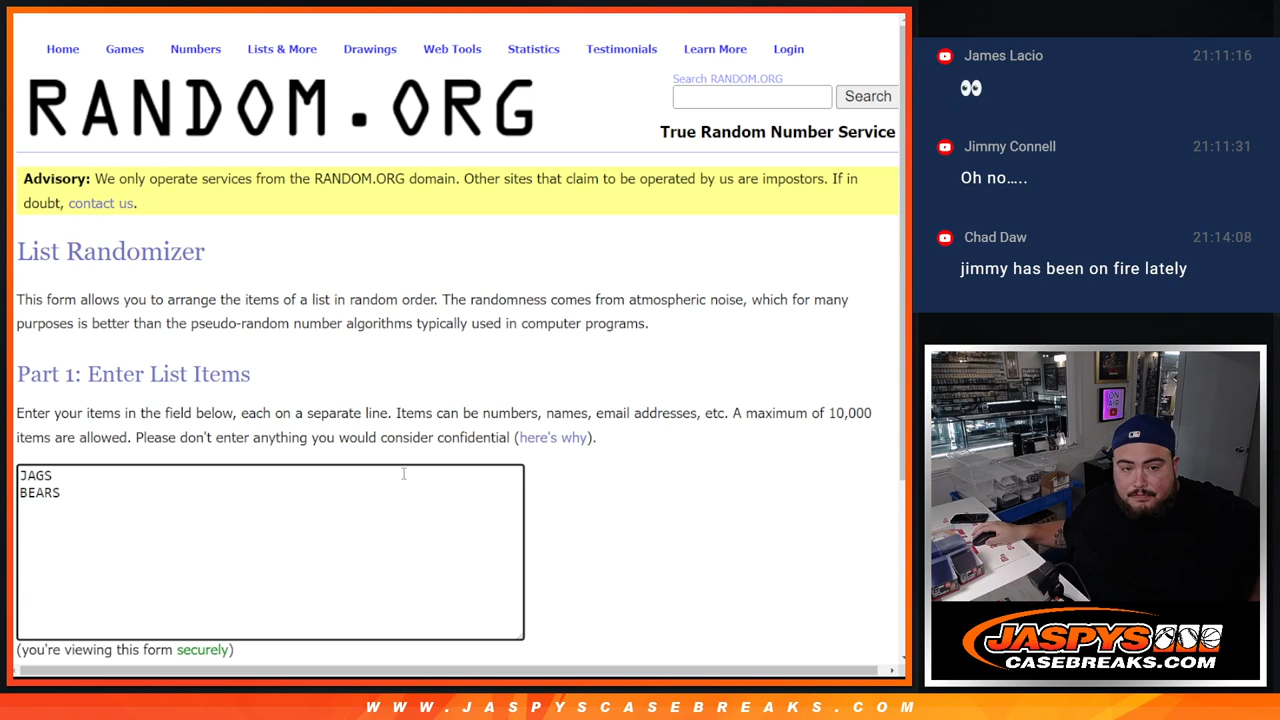 Home Games Numbers Lists & More Drawings Web Tools Statistics Testimonials Learn More Login
RANDOM.ORG
Search RANDOM.ORG
Search
True Random Number Service
Advisory: We only operate services from the RANDOM.ORG domain. Other sites that claim to be operated by us are impostors. If in
doubt, contact us.
List Randomizer
This form allows you to arrange the items of a list in random order. The randomness comes from atmospheric noise, which for many
purposes is better than the pseudo-random number algorithms typically used in computer programs.
Part 1: Enter List Items
Enter your items in the field below, each on a separate line. Items can be numbers, names, email addresses, etc. A maximum of 10,000
items are allowed. Please don't enter anything you would consider confidential (here's why).
JAGS
BEARS
(you're viewing this form securely)
James Lacio 21:11:16
👀
Jimmy Connell 21:11:31
Oh no.....
Chad Daw 21:14:08
jimmy has been on fire lately
ON
AIR
JASPYS
CASEBREAKS.COM
WWW.JASPYSCASEBREAKS.COM